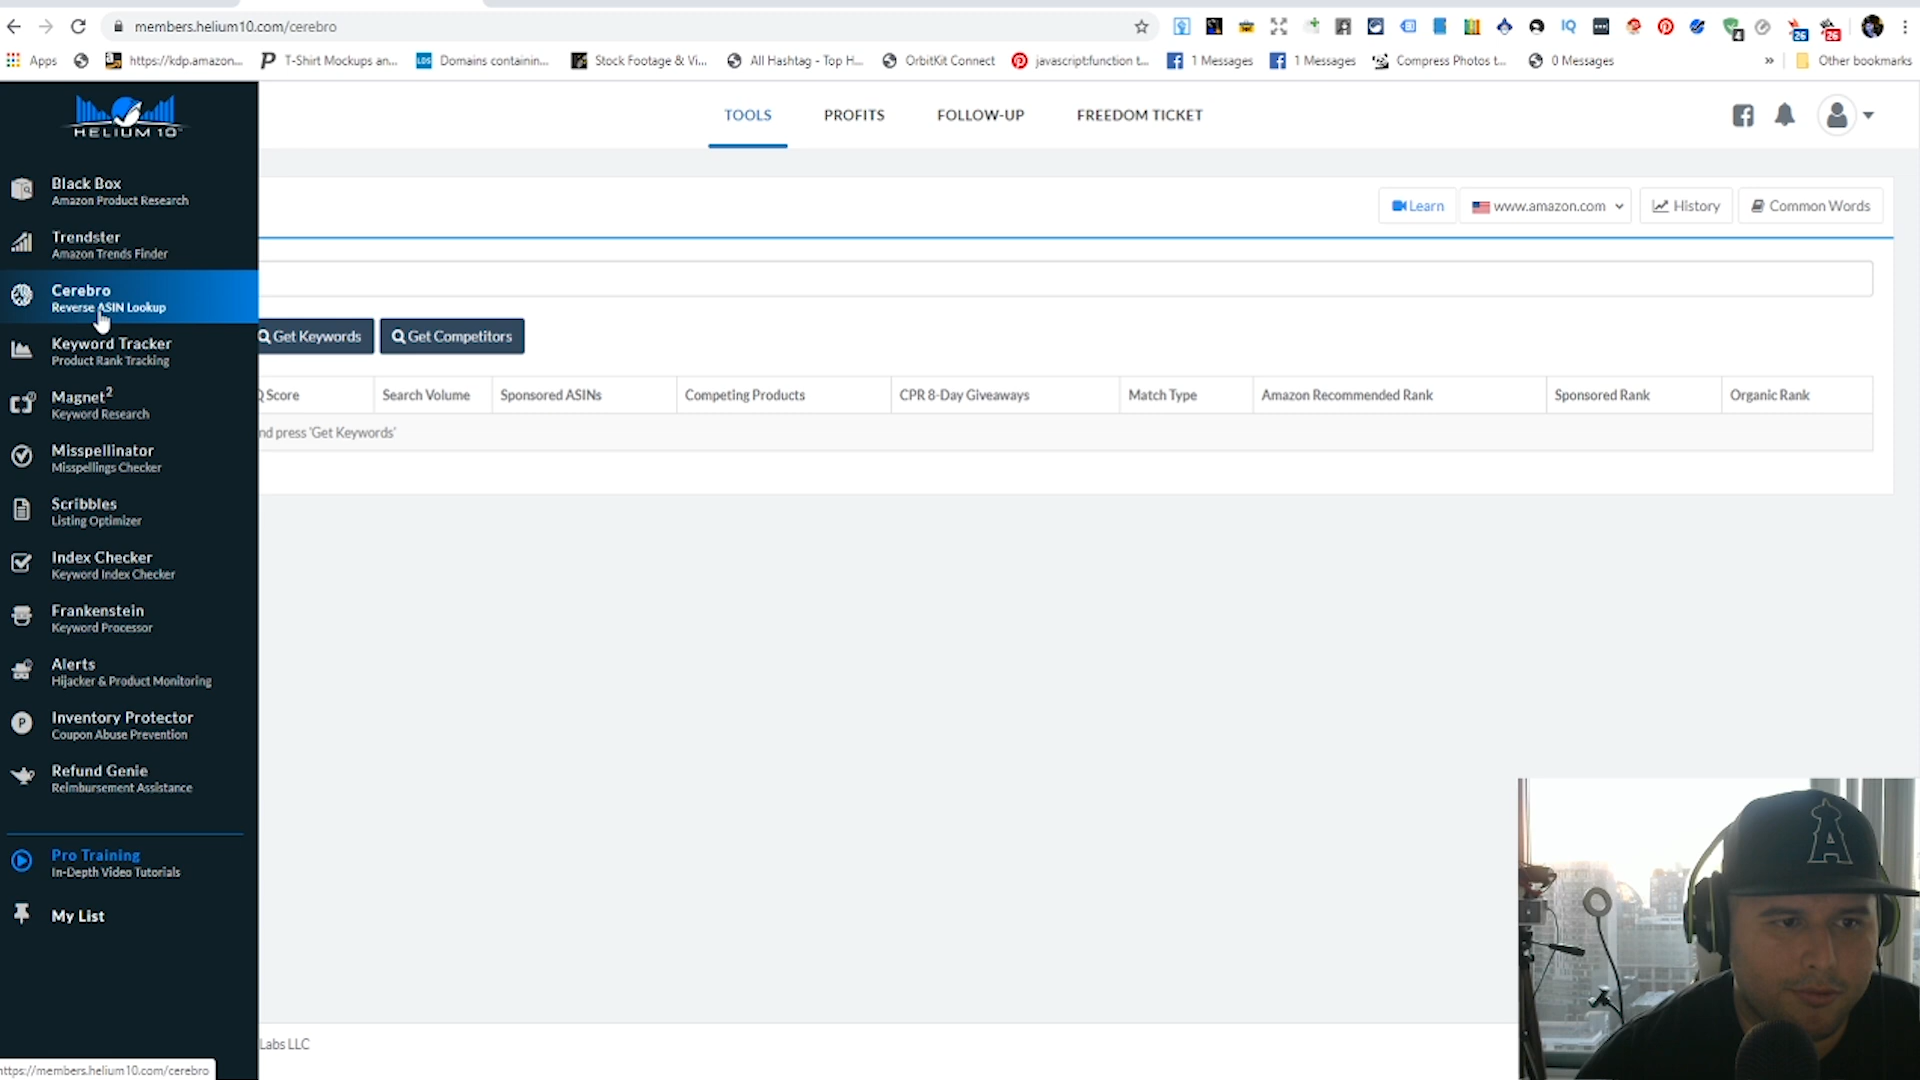 members.helium10.com/cerebro
Apps
https://kdp.amazon...
T-Shirt Mockups an...
LDS
Domains containin...
Stock Footage & Vi...
All Hashtag - Top H...
OrbitKit Connect
javascript:function t...
1 Messages
1 Messages
Compress Photos t...
0 Messages
»
Other bookmarks
IQ
4
26
26
HELIUM 10
TOOLS
PROFITS
FOLLOW-UP
FREEDOM TICKET
Black Box
Amazon Product Research
Trendster
Amazon Trends Finder
Cerebro
Reverse ASIN Lookup
Keyword Tracker
Product Rank Tracking
Magnet²
Keyword Research
Misspellinator
Misspellings Checker
Scribbles
Listing Optimizer
Index Checker
Keyword Index Checker
Frankenstein
Keyword Processor
Alerts
Hijacker & Product Monitoring
P
Inventory Protector
Coupon Abuse Prevention
Refund Genie
Reimbursement Assistance
Pro Training
In-Depth Video Tutorials
My List
Learn
www.amazon.com
History
Common Words
Get Keywords
Get Competitors
Q Score
Search Volume
Sponsored ASINs
Competing Products
CPR 8-Day Giveaways
Match Type
Amazon Recommended Rank
Sponsored Rank
Organic Rank
nd press 'Get Keywords'
Labs LLC
https://members.helium10.com/cerebro
A